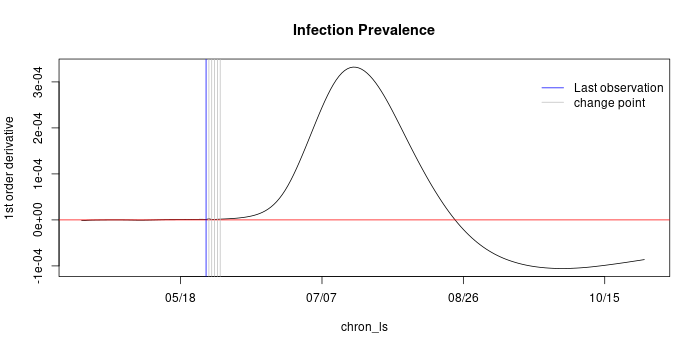 Infection Prevalence
1st order derivative
3e-04
2e-04
1e-04
0e+00
-1e-04
Last observation
change point
05/18
07/07
08/26
10/15
chron_ls